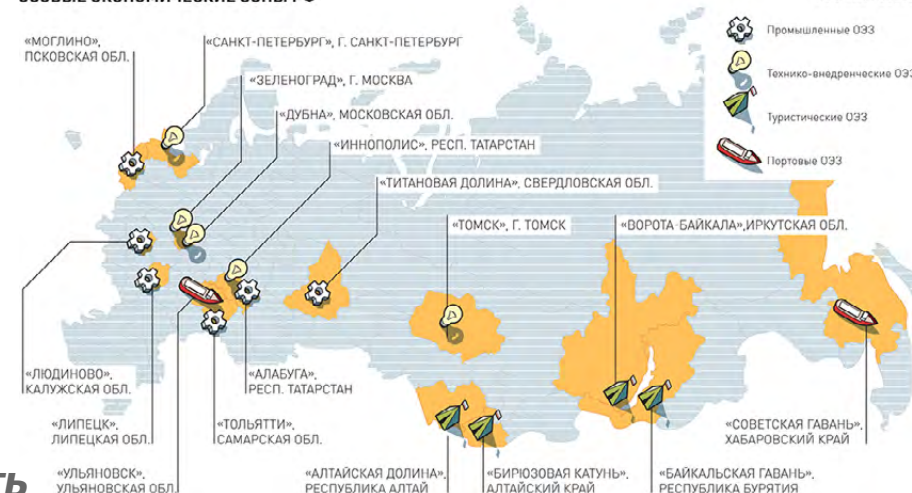 «МОГЛИНО»,
ПСКОВСКАЯ ОБЛ.
«САНКТ-ПЕТЕРБУРГ», Г. САНКТ-ПЕТЕРБУРГ
«ЗЕЛЕНОГРАД», Г. МОСКВА
«ДУБНА», МОСКОВСКАЯ ОБЛ.
«ИННОПОЛИС», РЕСП. ТАТАРСТАН
«ТИТАНОВАЯ ДОЛИНА», СВЕРДЛОВСКАЯ ОБЛ.
«ТОМСК», Г. ТОМСК
«ВОРОТА БАЙКАЛА», ИРКУТСКАЯ ОБЛ.
Промышленные ОЭЗ
Технико-внедренческие ОЭЗ
Туристические ОЭЗ
Портовые ОЭЗ
«ЛЮДИНОВО»,
КАЛУЖСКАЯ ОБЛ.
«АЛАБУГА»,
РЕСП. ТАТАРСТАН
«ЛИПЕЦК»,
ЛИПЕЦКАЯ ОБЛ.
«ТОЛЬЯТТИ»,
САМАРСКАЯ ОБЛ.
«СОВЕТСКАЯ ГАВАНЬ»,
ХАБАРОВСКИЙ КРАЙ
«УЛЬЯНОВСК»,
УЛЬЯНОВСКАЯ ОБЛ.
«АЛТАЙСКАЯ ДОЛИНА»,
РЕСПУБЛИКА АЛТАЙ
«БИРЮЗОВАЯ КАТУНЬ»,
АЛТАЙСКИЙ КРАЙ
«БАЙКАЛЬСКАЯ ГАВАНЬ»,
РЕСПУБЛИКА БУРЯТИЯ
ТЬ